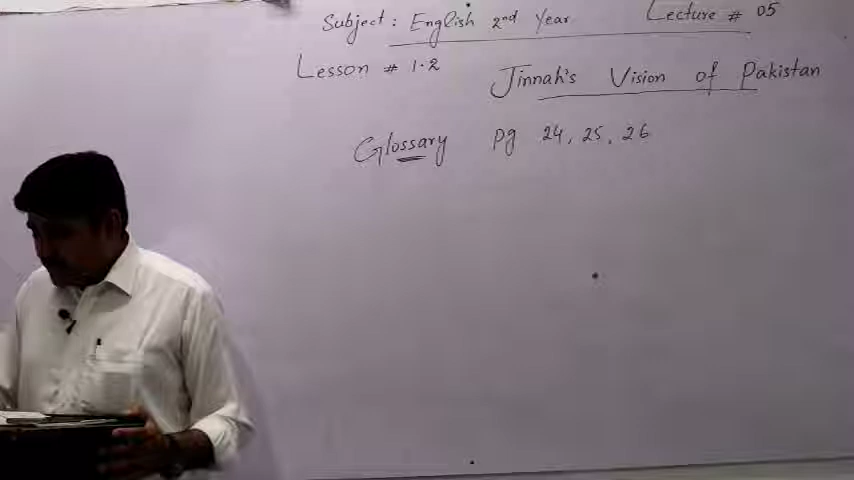 Subject: English 2nd Year Lecture # 05
Lesson # 1.2
Jinnah's Vision of Pakistan
Glossary pg 24, 25, 26